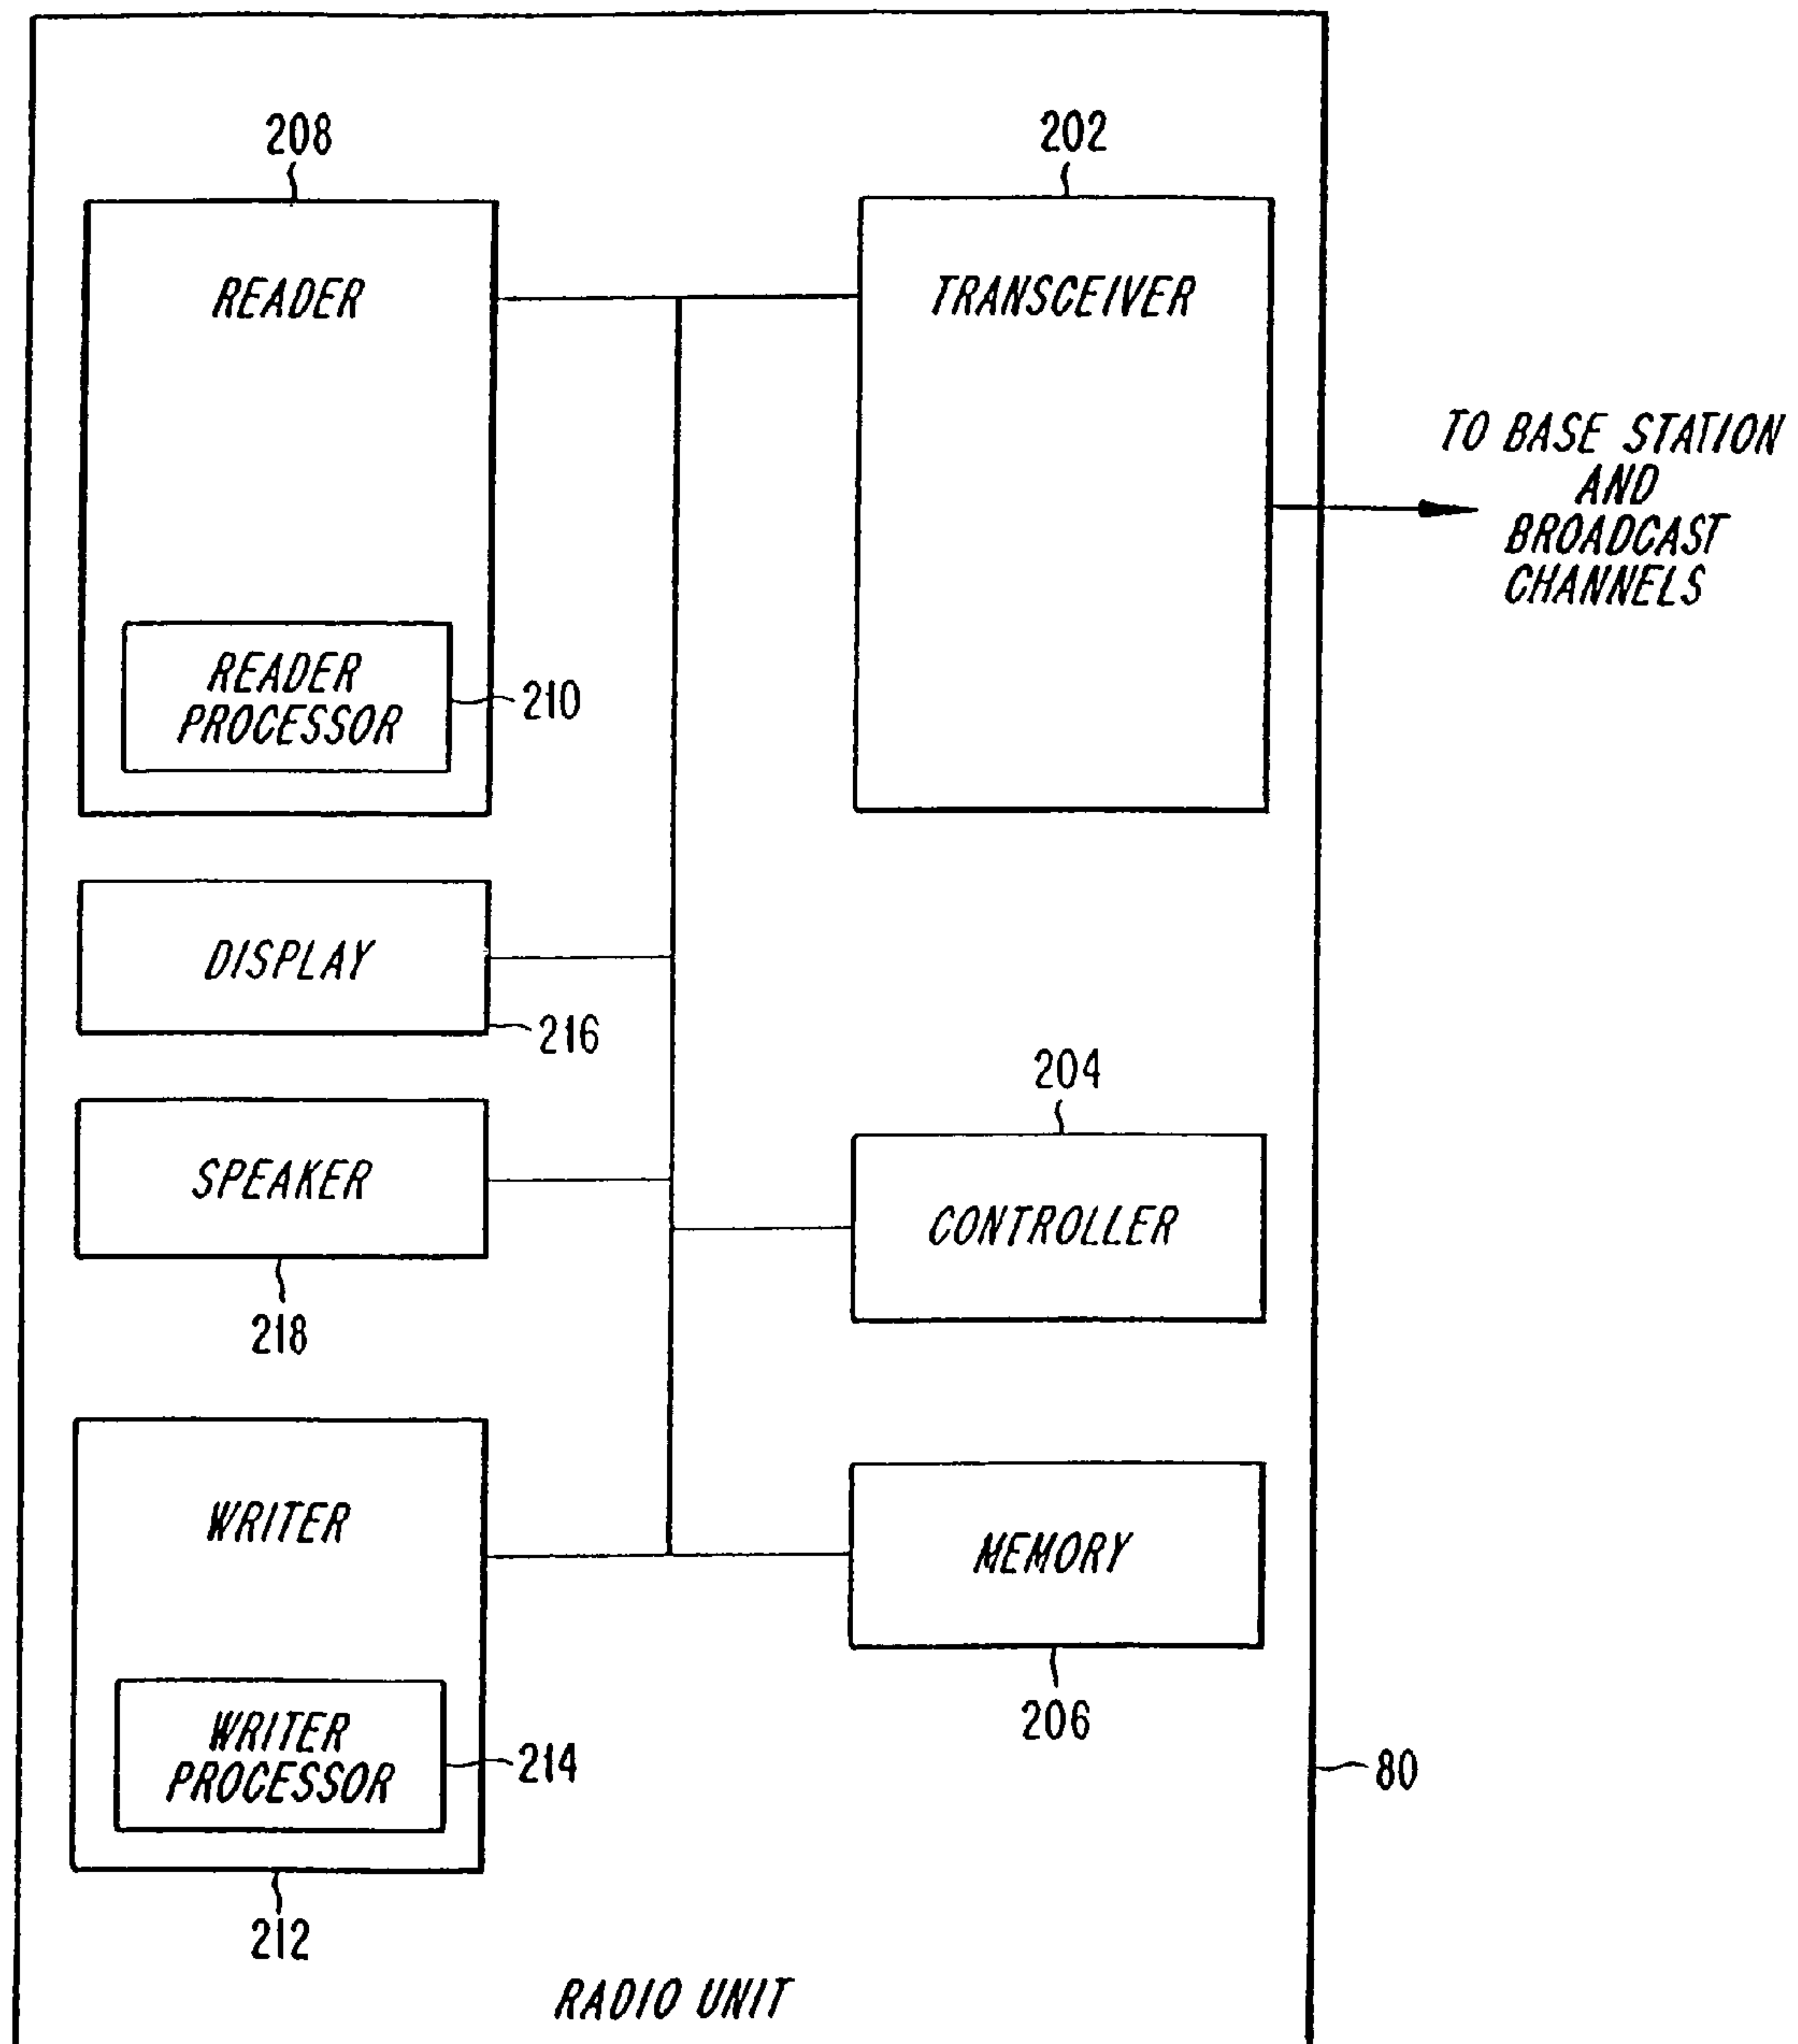 208
202
READER
TRANSCEIVER
TO BASE STATION
AND
BROADCAST
CHANNELS
READER
PROCESSOR
210
DISPLAY
216
204
SPEAKER
CONTROLLER
218
WRITER
MEMORY
206
WRITER
PROCESSOR
214
80
212
RADIO UNIT